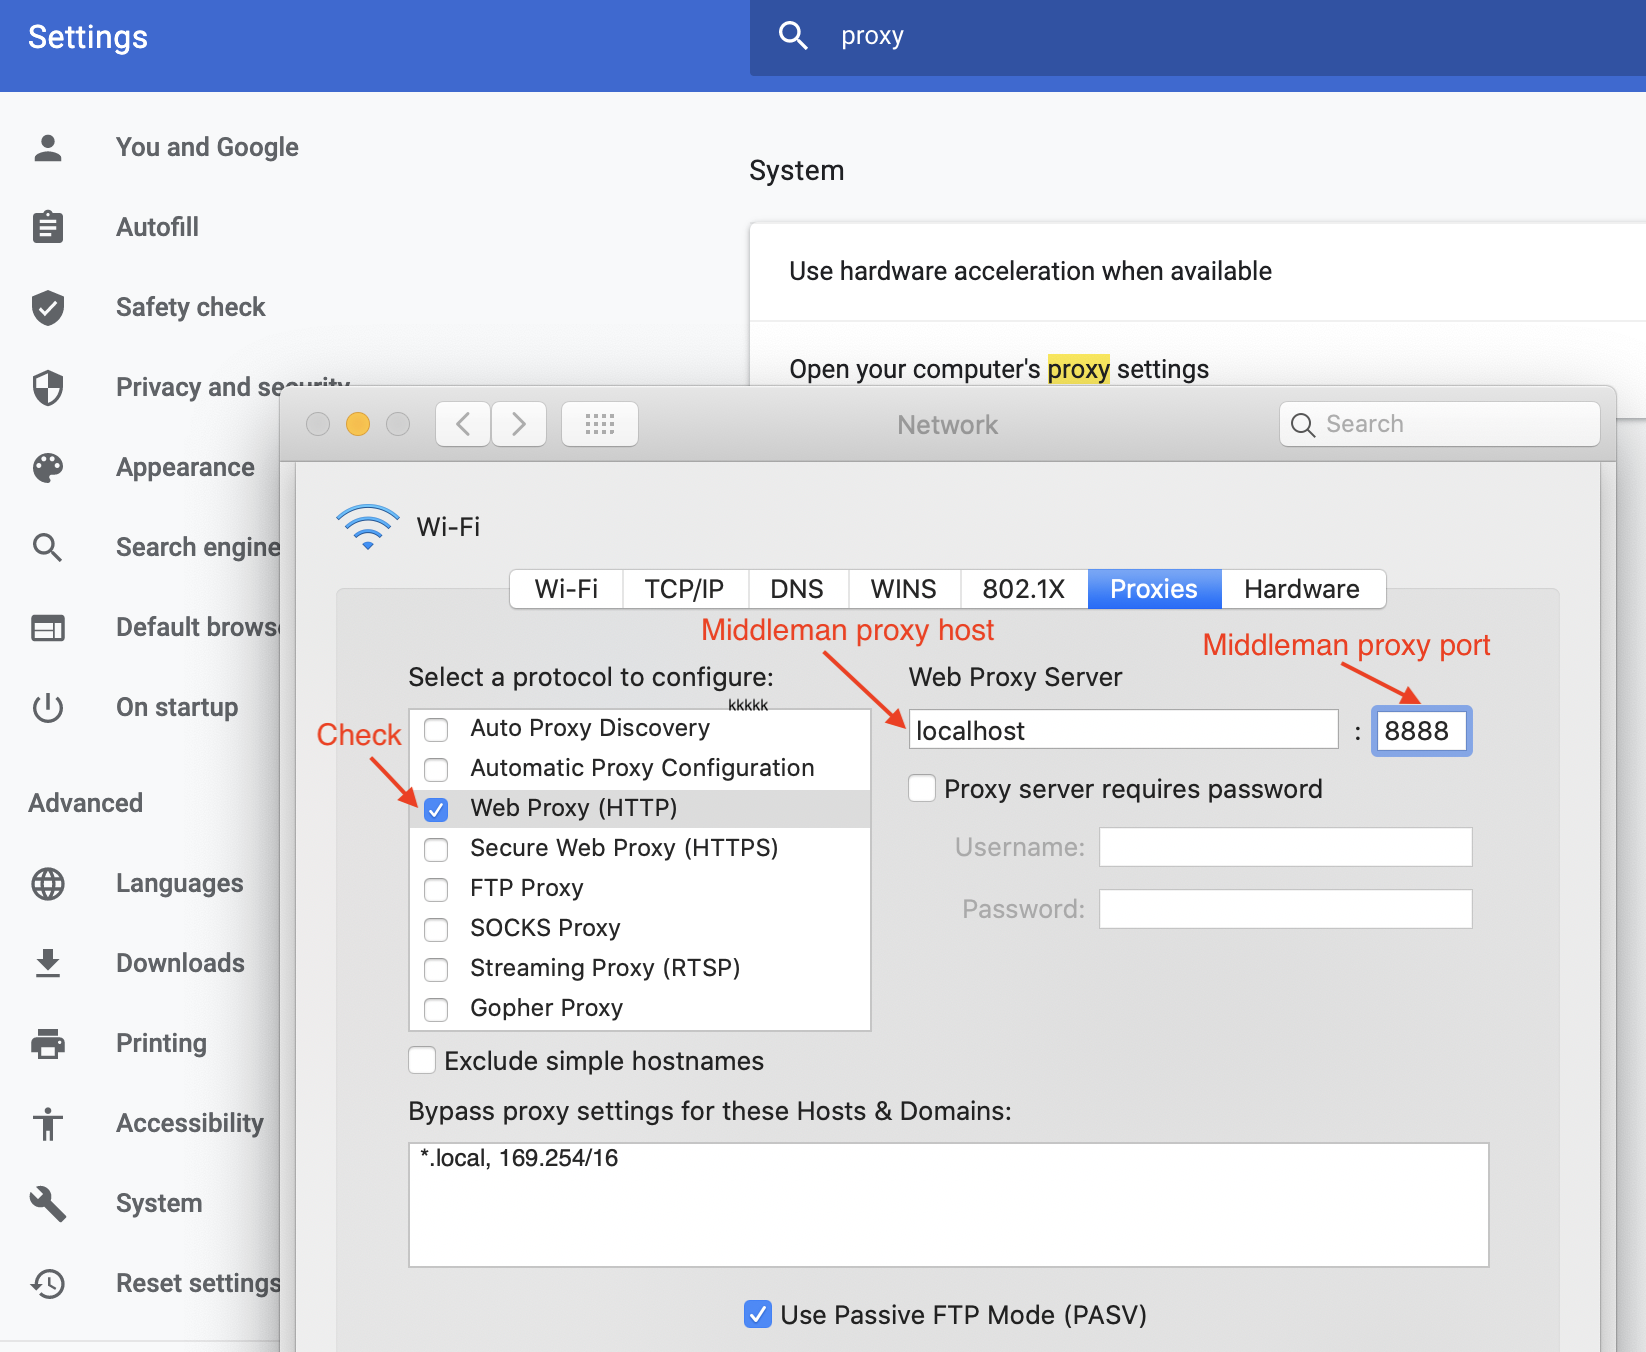 Settings
proxy
You and Google
Autofill
Safety check
Privacy and security
Appearance
Search engine
Default browse
On startup
Advanced
Languages
Downloads
Printing
Accessibility
System
Reset settings
System
Use hardware acceleration when available
Open your computer's proxy settings
Network
Search
Wi-Fi
Wi-Fi TCP/IP DNS WINS 802.1X Proxies Hardware
Middleman proxy host
Middleman proxy port
Select a protocol to configure:
kkkkk
Check
Auto Proxy Discovery
Automatic Proxy Configuration
Web Proxy (HTTP)
Secure Web Proxy (HTTPS)
FTP Proxy
SOCKS Proxy
Streaming Proxy (RTSP)
Gopher Proxy
Web Proxy Server
localhost : 8888
Proxy server requires password
Username:
Password:
Exclude simple hostnames
Bypass proxy settings for these Hosts & Domains:
*.local, 169.254/16
Use Passive FTP Mode (PASV)